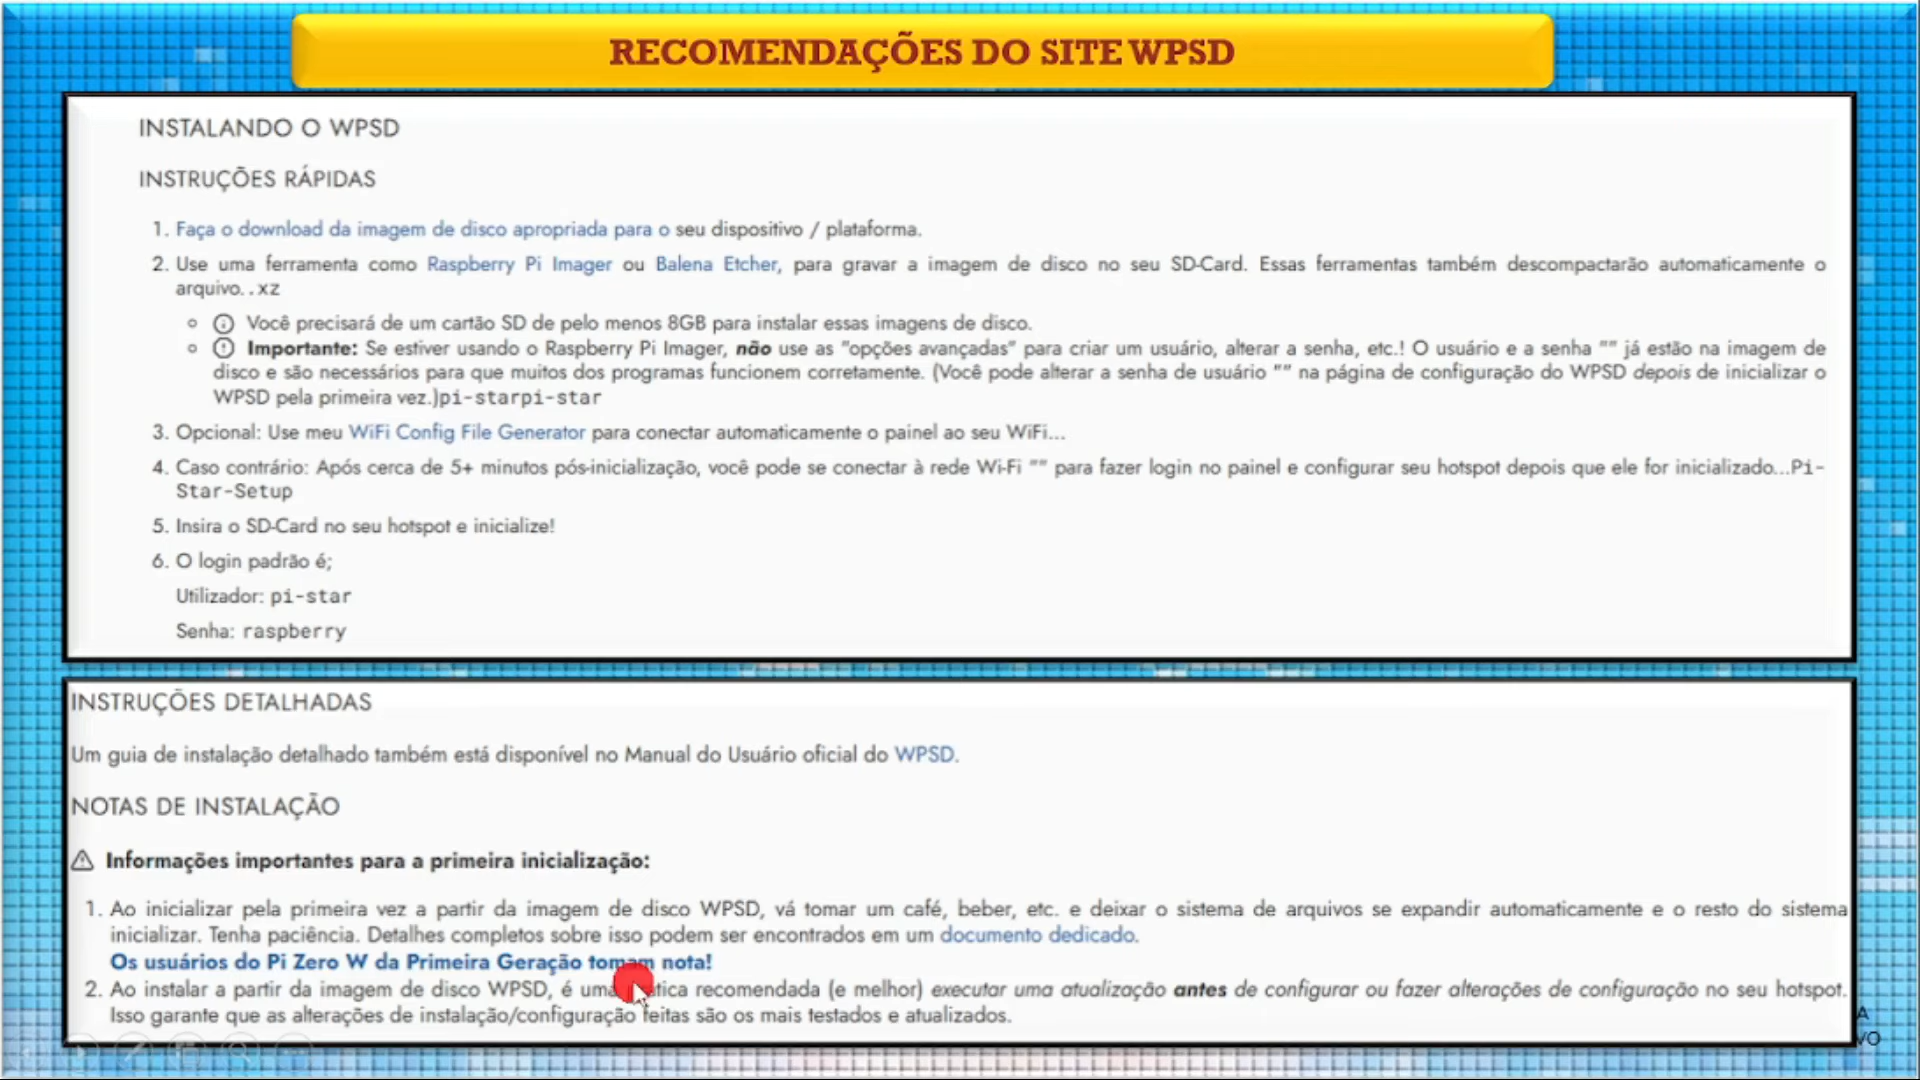 RECOMENDAÇÕES DO SITE WPSD
INSTALANDO O WPSD
INSTRUÇÕES RÁPIDAS
1. Faça o download da imagem de disco apropriada para o seu dispositivo / plataforma.
2. Use uma ferramenta como Raspberry Pi Imager ou Balena Etcher, para gravar a imagem de disco no seu SD-Card. Essas ferramentas também descompactarão automaticamente o
arquivo. .xz
Você precisará de um cartão SD de pelo menos 8GB para instalar essas imagens de disco.
Importante: Se estiver usando o Raspberry Pi Imager, não use as "opções avançadas" para criar um usuário, alterar a senha, etc.! O usuário e a senha "" já estão na imagem de
disco e são necessários para que muitos dos programas funcionem corretamente. (Você pode alterar a senha de usuário "" na página de configuração do WPSD depois de inicializar o
WPSD pela primeira vez.)pi-starpi-star
3. Opcional: Use meu WiFi Config File Generator para conectar automaticamente o painel ao seu WiFi...
4. Caso contrário: Após cerca de 5+ minutos pós-inicialização, você pode se conectar à rede Wi-Fi "" para fazer login no painel e configurar seu hotspot depois que ele for inicializado...Pi-
Star-Setup
5. Insira o SD-Card no seu hotspot e inicialize!
6. O login padrão é;
Utilizador: pi-star
Senha: raspberry
INSTRUÇÕES DETALHADAS
Um guia de instalação detalhado também está disponível no Manual do Usuário oficial do WPSD.
NOTAS DE INSTALAÇÃO
Informações importantes para a primeira inicialização:
1. Ao inicializar pela primeira vez a partir da imagem de disco WPSD, vá tomar um café, beber, etc. e deixar o sistema de arquivos se expandir automaticamente e o resto do sistema
inicializar. Tenha paciência. Detalhes completos sobre isso podem ser encontrados em um documento dedicado.
Os usuários do Pi Zero W da Primeira Geração tomam nota!
2. Ao instalar a partir da imagem de disco WPSD, é uma recomendada (e melhor) executar uma atualização antes de configurar ou fazer alterações de configuração no seu hotspot.
Isso garante que as alterações de instalação/configuração feitas são os mais testados e atualizados.
A
VO